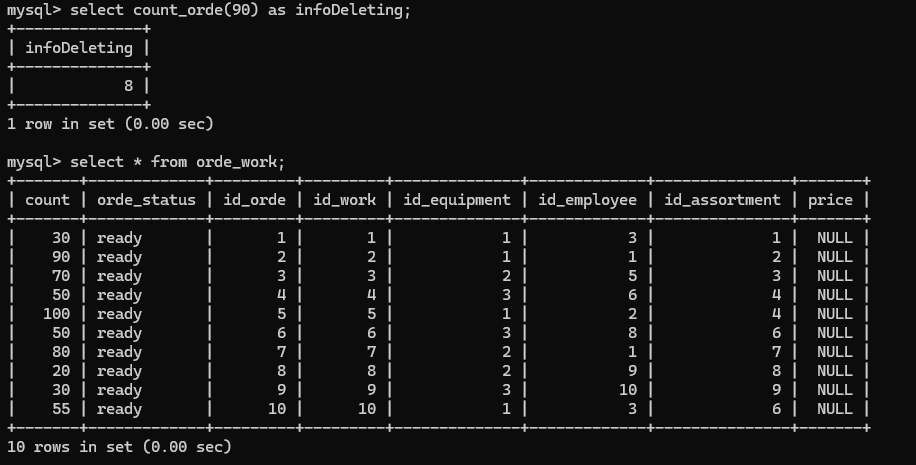 mysql> select count_orde(90) as infoDeleting;
+--------------+
| infoDeleting |
+--------------+
|            8 |
+--------------+
1 row in set (0.00 sec)

mysql> select * from orde_work;
+-------+-------------+---------+---------+--------------+-------------+---------------+-------+
| count | orde_status | id_orde | id_work | id_equipment | id_employee | id_assortment | price |
+-------+-------------+---------+---------+--------------+-------------+---------------+-------+
|    30 | ready       |       1 |       1 |            1 |           3 |             1 |  NULL |
|    90 | ready       |       2 |       2 |            1 |           1 |             2 |  NULL |
|    70 | ready       |       3 |       3 |            2 |           5 |             3 |  NULL |
|    50 | ready       |       4 |       4 |            3 |           6 |             4 |  NULL |
|   100 | ready       |       5 |       5 |            1 |           2 |             4 |  NULL |
|    50 | ready       |       6 |       6 |            3 |           8 |             6 |  NULL |
|    80 | ready       |       7 |       7 |            2 |           1 |             7 |  NULL |
|    20 | ready       |       8 |       8 |            2 |           9 |             8 |  NULL |
|    30 | ready       |       9 |       9 |            3 |          10 |             9 |  NULL |
|    55 | ready       |      10 |      10 |            1 |           3 |             6 |  NULL |
+-------+-------------+---------+---------+--------------+-------------+---------------+-------+
10 rows in set (0.00 sec)